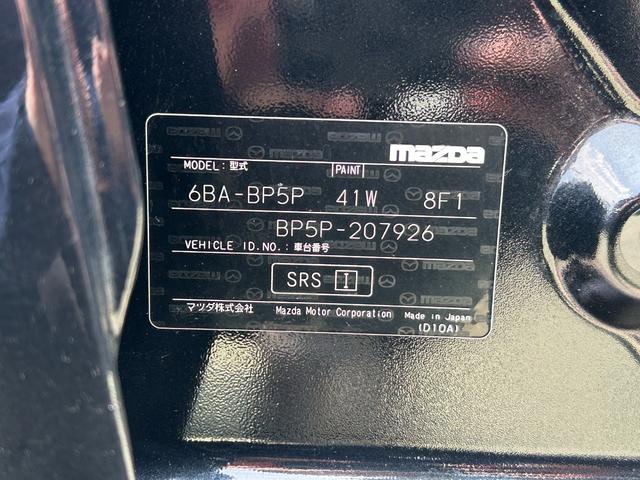 mazda
MODEL:型式 PAINT
6BA-BP5P 41W 8F1
BP5P-207926
VEHICLE ID.NO.:車台番号
SRS I
マツダ株式会社 Mazda Motor Corporation Made in Japan
(D10A)